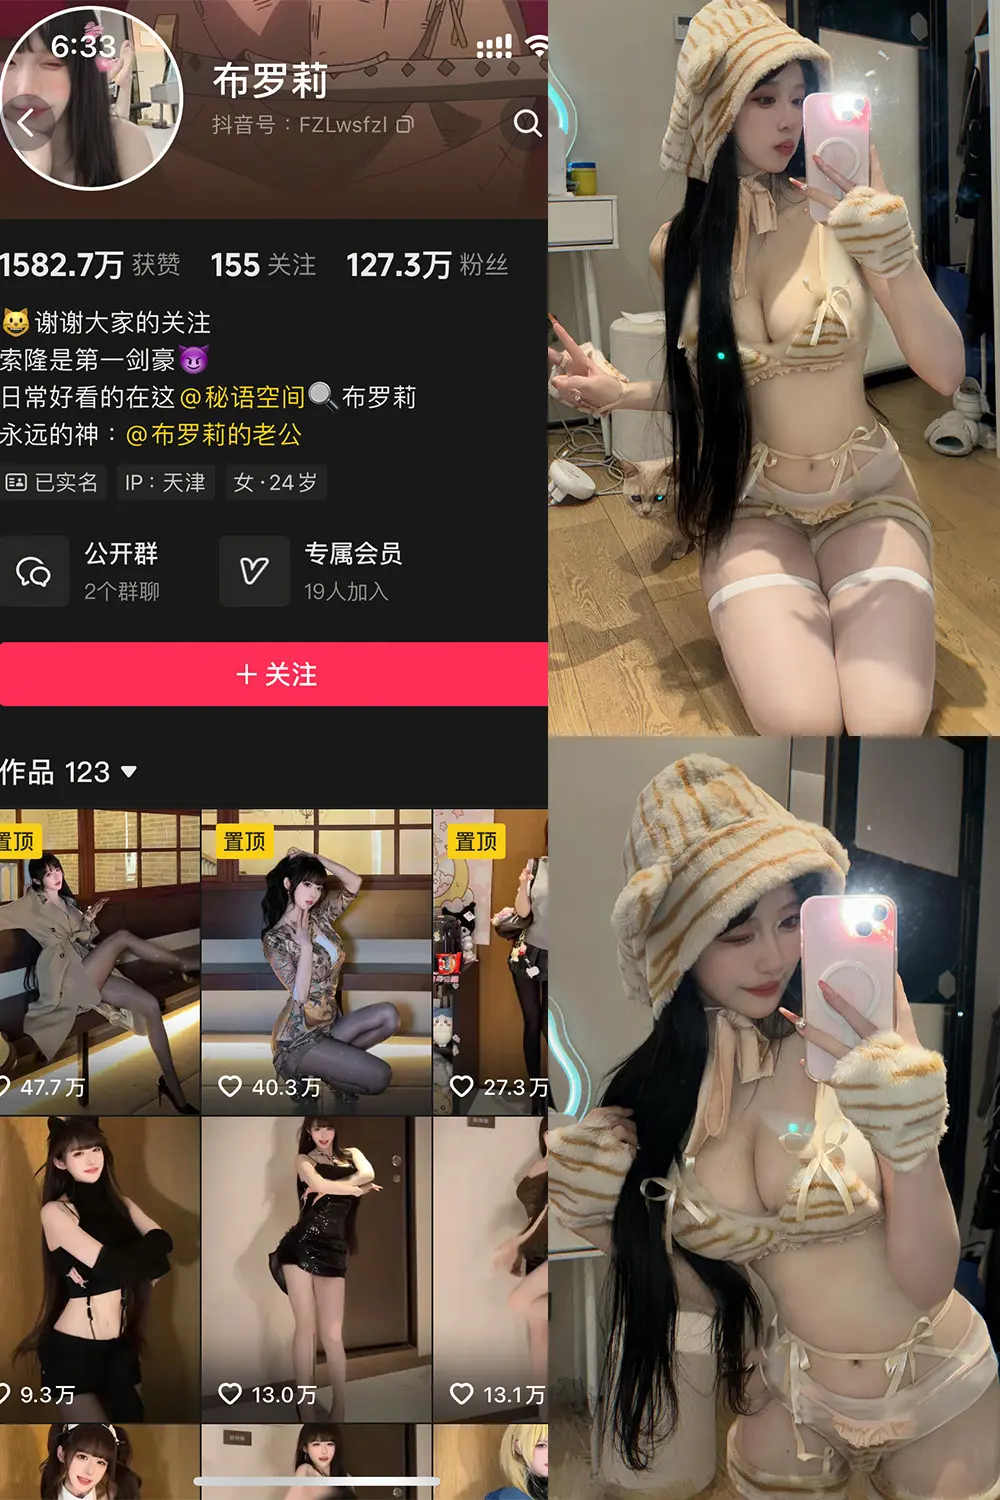 6:33
布罗莉
抖音号：FZLwsfzl
1582.7万 获赞 155 关注 127.3万 粉丝
😺谢谢大家的关注
索隆是第一剑豪😈
日常好看的在这@秘语空间🔍布罗莉
永远的神：@布罗莉的老公
已实名 IP：天津 女·24岁
公开群 专属会员
2个群聊 19人加入
+ 关注
作品 123
置顶 置顶 置顶
47.7万 40.3万 27.3万
9.3万 13.0万 13.1万